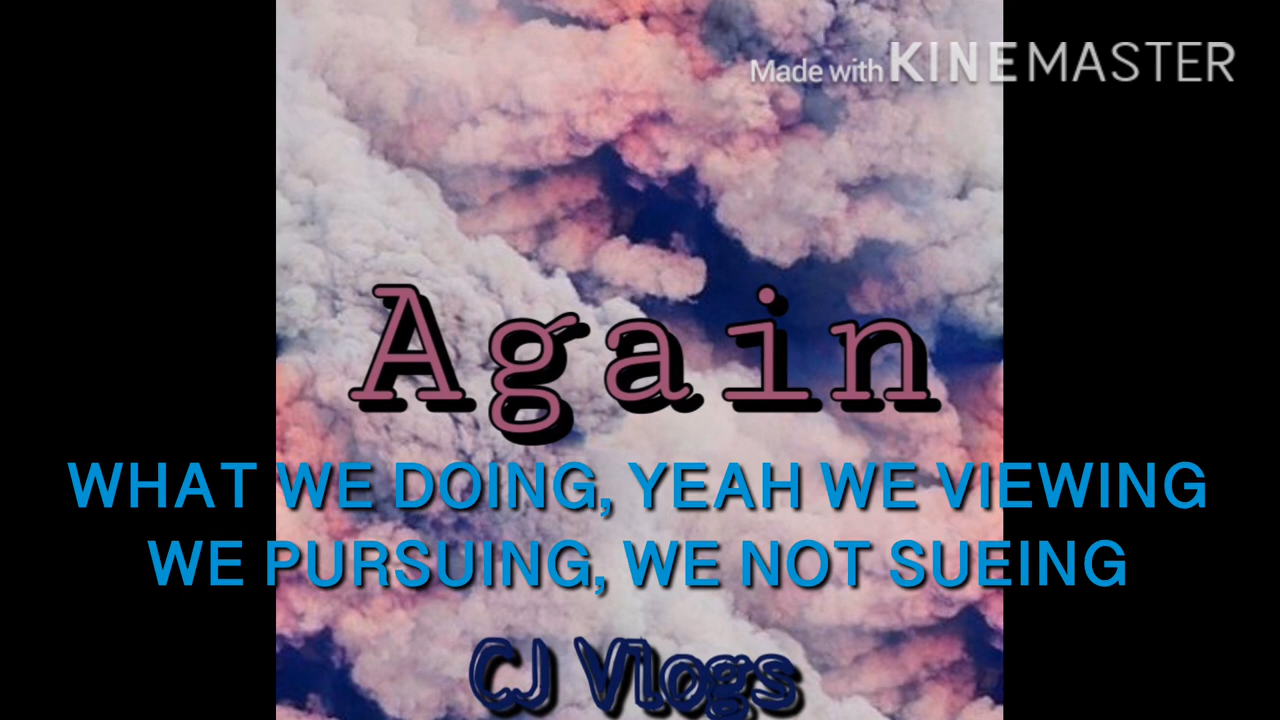 Made with KINEMASTER
Again
WHAT WE DOING, YEAH WE VIEWING
WE PURSUING, WE NOT SUEING
CJ Vlogs